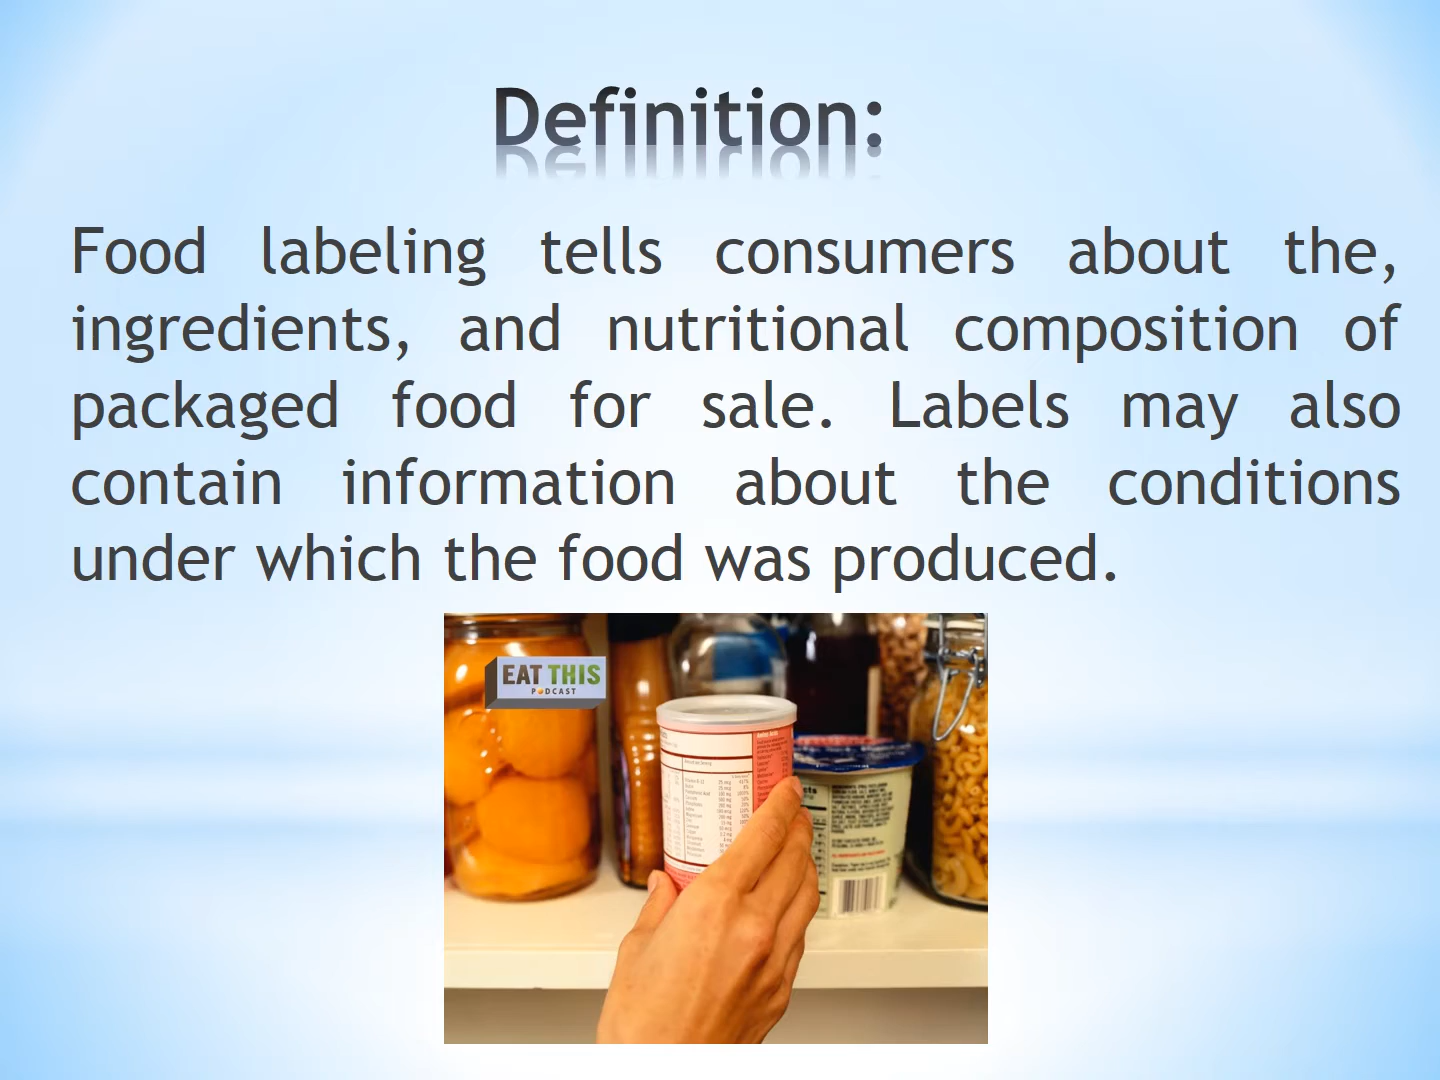 Definition:
Food labeling tells consumers about the,
ingredients, and nutritional composition of
packaged food for sale. Labels may also
contain information about the conditions
under which the food was produced.
EAT THIS
PODCAST